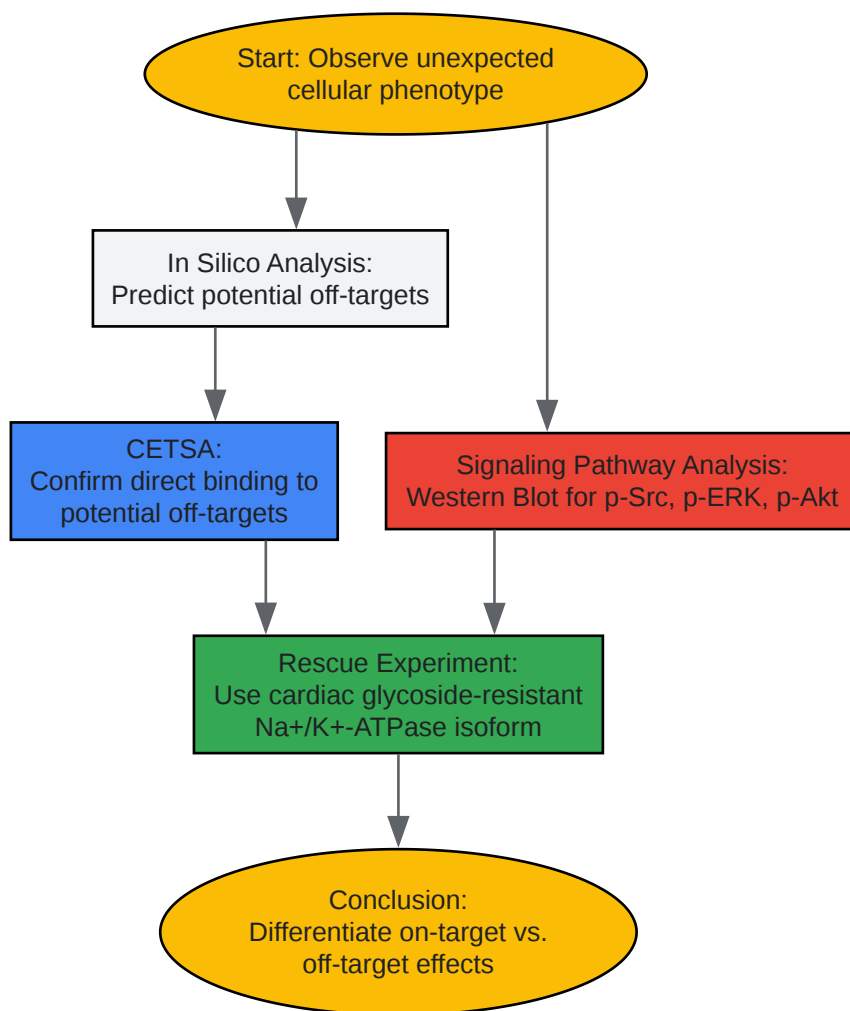 Start: Observe unexpected
cellular phenotype
In Silico Analysis:
Predict potential off-targets
CETSA:
Confirm direct binding to
potential off-targets
Signaling Pathway Analysis:
Western Blot for p-Src, p-ERK, p-Akt
Rescue Experiment:
Use cardiac glycoside-resistant
Na+/K+-ATPase isoform
Conclusion:
Differentiate on-target vs.
off-target effects